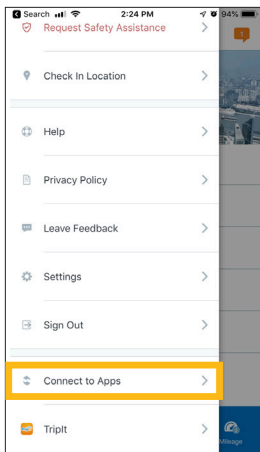 Search 2:24 PM 94%
Request Safety Assistance
1
Check In Location
Help
Privacy Policy
Leave Feedback
Settings
Sign Out
Connect to Apps
TripIt
Mileage